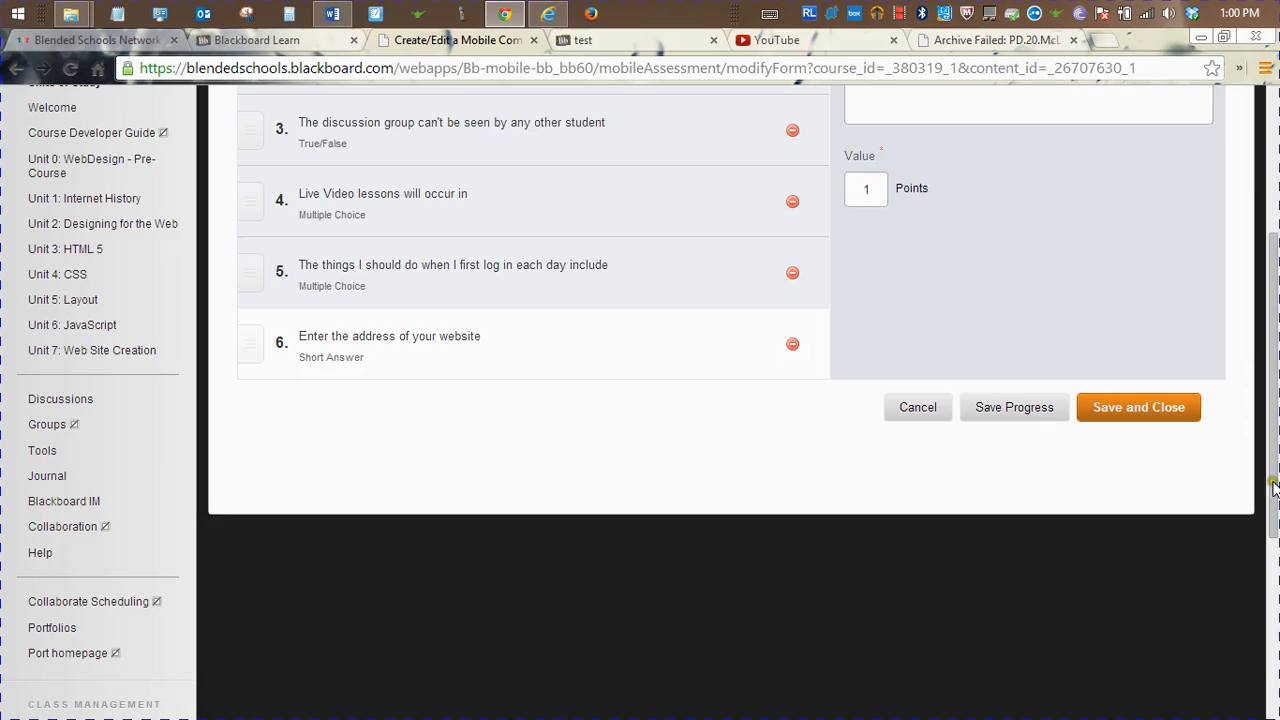 1:00 PM
Blended Schools Network
Blackboard Learn
Create/Edit a Mobile Com
test
YouTube
Archive Failed: PD.20.McL
https://blendedschools.blackboard.com/webapps/Bb-mobile-bb_bb60/mobileAssessment/modifyForm?course_id=_380319_1&content_id=_26707630_1
Welcome
Course Developer Guide
Unit 0: WebDesign - Pre-
Course
Unit 1: Internet History
Unit 2: Designing for the Web
Unit 3: HTML 5
Unit 4: CSS
Unit 5: Layout
Unit 6: JavaScript
Unit 7: Web Site Creation
Discussions
Groups
Tools
Journal
Blackboard IM
Collaboration
Help
Collaborate Scheduling
Portfolios
Port homepage
CLASS MANAGEMENT
3. The discussion group can't be seen by any other student
True/False
4. Live Video lessons will occur in
Multiple Choice
5. The things I should do when I first log in each day include
Multiple Choice
6. Enter the address of your website
Short Answer
Value *
1 Points
Cancel
Save Progress
Save and Close